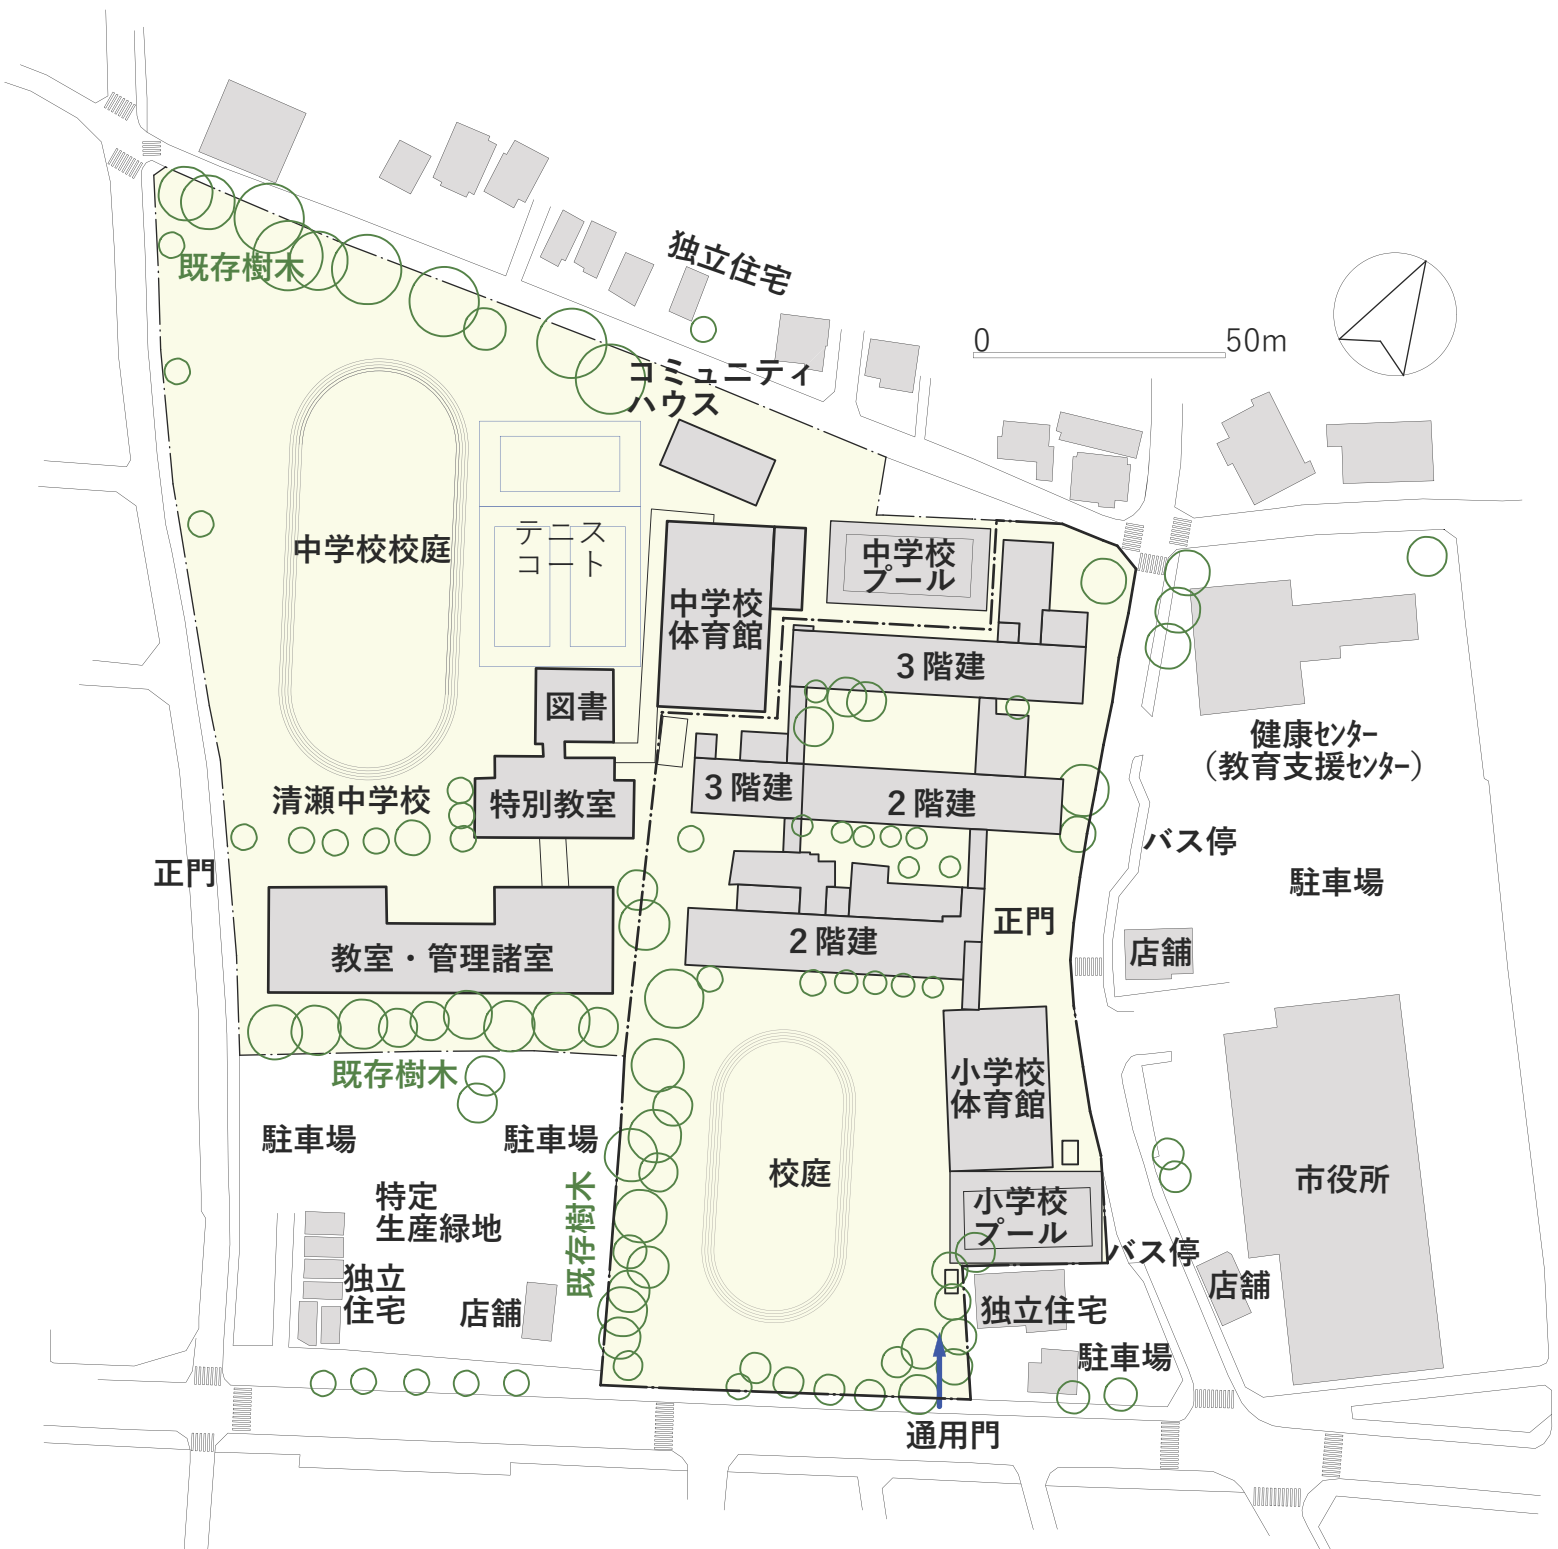 既存樹木
独立住宅
0
50m
コミュニティ
ハウス
テニス
コート
中学校校庭
中学校
プール
中学校
体育館
3階建
図書
健康センター
（教育支援センター）
清瀬中学校
特別教室
3階建
2階建
バス停
正門
駐車場
正門
2階建
店舗
教室・管理諸室
既存樹木
小学校
体育館
駐車場
駐車場
校庭
市役所
特定
生産緑地
既存樹木
小学校
プール
バス停
独立
住宅
店舗
店舗
独立住宅
駐車場
通用門